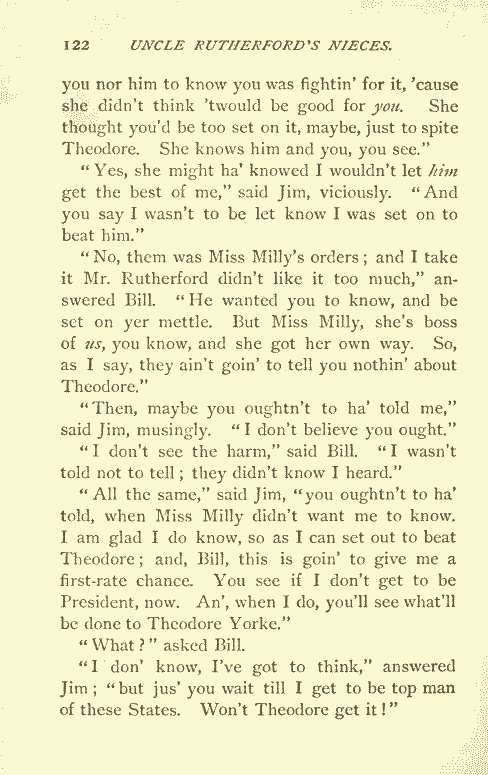 122 UNCLE RUTHERFORD'S NIECES.
you nor him to know you was fightin' for it, 'cause
she didn't think 'twould be good for you. She
thought you'd be too set on it, maybe, just to spite
Theodore. She knows him and you, you see."
"Yes, she might ha' knowed I wouldn't let him
get the best of me," said Jim, viciously. "And
you say I wasn't to be let know I was set on to
beat him."
"No, them was Miss Milly's orders; and I take
it Mr. Rutherford didn't like it too much," an-
swered Bill. "He wanted you to know, and be
set on yer mettle. But Miss Milly, she's boss
of us, you know, and she got her own way. So,
as I say, they ain't goin' to tell you nothin' about
Theodore."
"Then, maybe you oughtn't to ha' told me,"
said Jim, musingly. "I don't believe you ought."
"I don't see the harm," said Bill. "I wasn't
told not to tell; they didn't know I heard."
"All the same," said Jim, "you oughtn't to ha'
told, when Miss Milly didn't want me to know.
I am glad I do know, so as I can set out to beat
Theodore; and, Bill, this is goin' to give me a
first-rate chance. You see if I don't get to be
President, now. An', when I do, you'll see what'll
be done to Theodore Yorke."
"What?" asked Bill.
"I don' know, I've got to think," answered
Jim; "but jus' you wait till I get to be top man
of these States. Won't Theodore get it!"